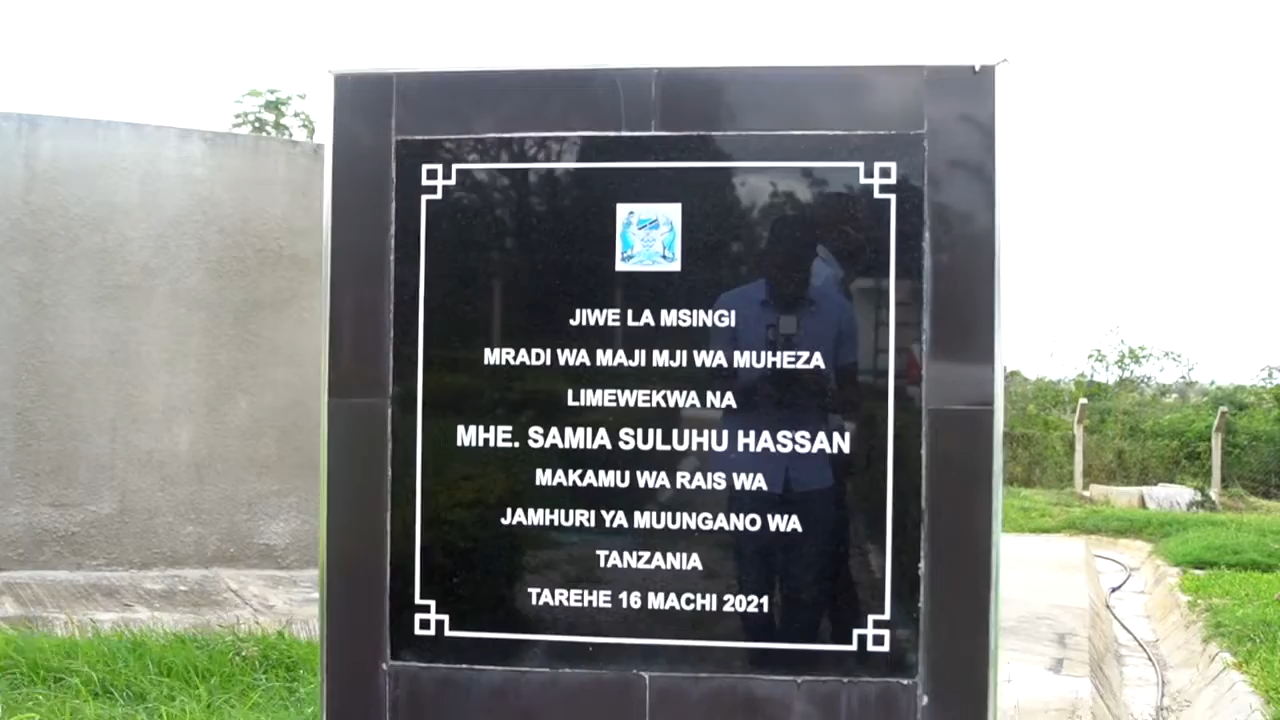 JIWE LA MSINGI
MRADI WA MAJI MJI WA MUHEZA
LIMEWEKWA NA
MHE. SAMIA SULUHU HASSAN
MAKAMU WA RAIS WA
JAMHURI YA MUUNGANO WA
TANZANIA
TAREHE 16 MACHI 2021